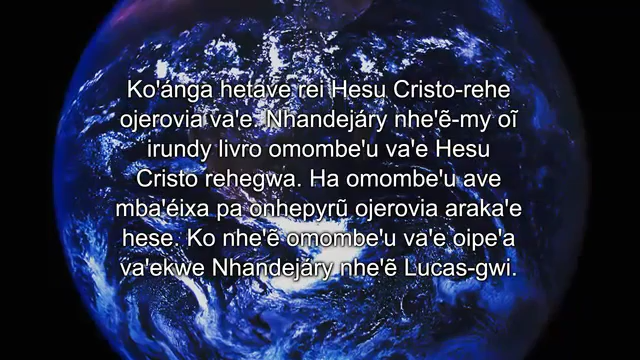 Ko'ánga hetave rei Hesu Cristo-rehe
ojerovia va'e. Nhandejáry nhe'ẽ-my oĩ
irundy livro omombe'u va'e Hesu
Cristo rehegwa. Ha omombe'u ave
mba'éixa pa onhepyrũ ojerovia araka'e
hese. Ko nhe'ẽ omombe'u va'e oipe'a
va'ekwe Nhandejáry nhe'ẽ Lucas-gwi.